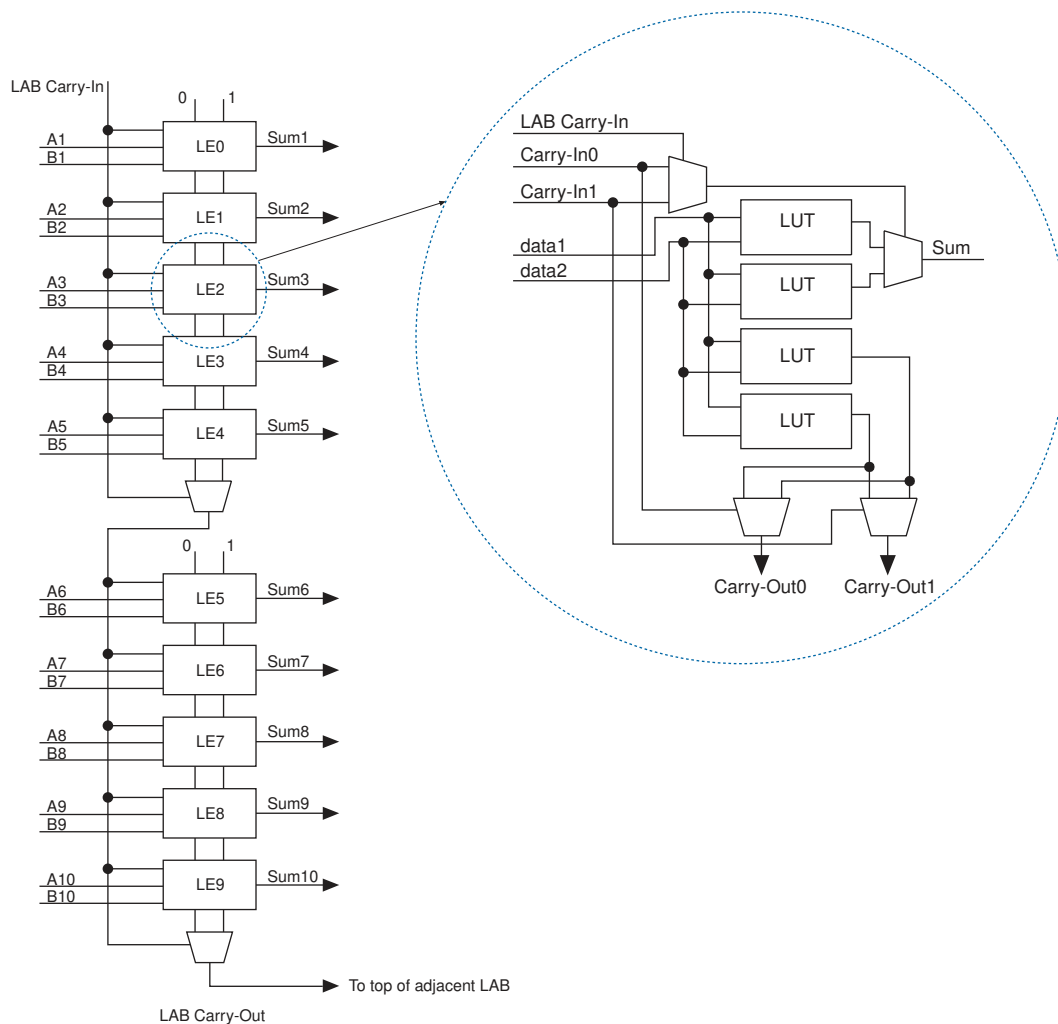 LAB Carry-In
0 1
A1
B1
LE0
Sum1
A2
B2
LE1
Sum2
A3
B3
LE2
Sum3
A4
B4
LE3
Sum4
A5
B5
LE4
Sum5
0 1
A6
B6
LE5
Sum6
A7
B7
LE6
Sum7
A8
B8
LE7
Sum8
A9
B9
LE8
Sum9
A10
B10
LE9
Sum10
To top of adjacent LAB
LAB Carry-Out
LAB Carry-In
Carry-In0
Carry-In1
data1
data2
LUT
LUT
LUT
LUT
Sum
Carry-Out0
Carry-Out1